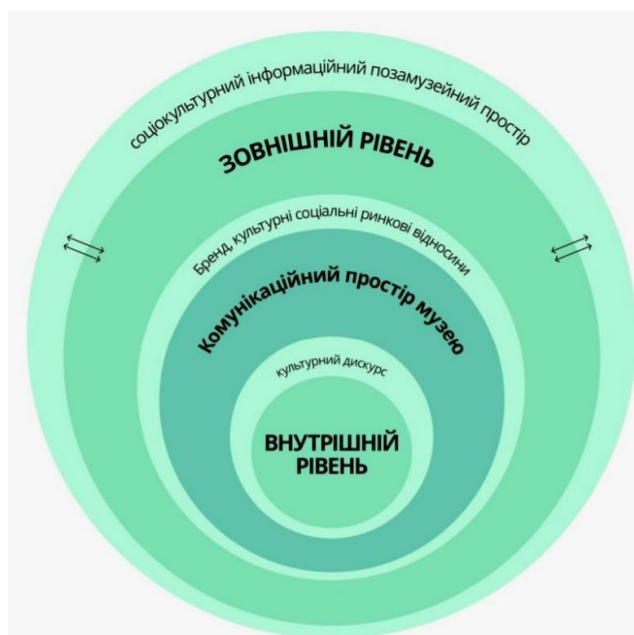 соціокультурний інформаційний позамузейний простір
ЗОВНІШНІЙ РІВЕНЬ
Бренд, культурні соціальні ринкові відносини
Комунікаційний простір музею
культурний дискурс
ВНУТРІШНІЙ
РІВЕНЬ